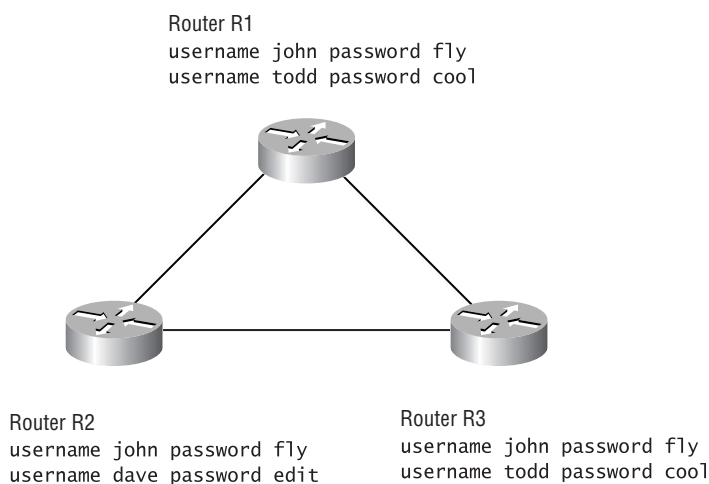 Router R1
username john password fly
username todd password cool
Router R2
username john password fly
username dave password edit
Router R3
username john password fly
username todd password cool